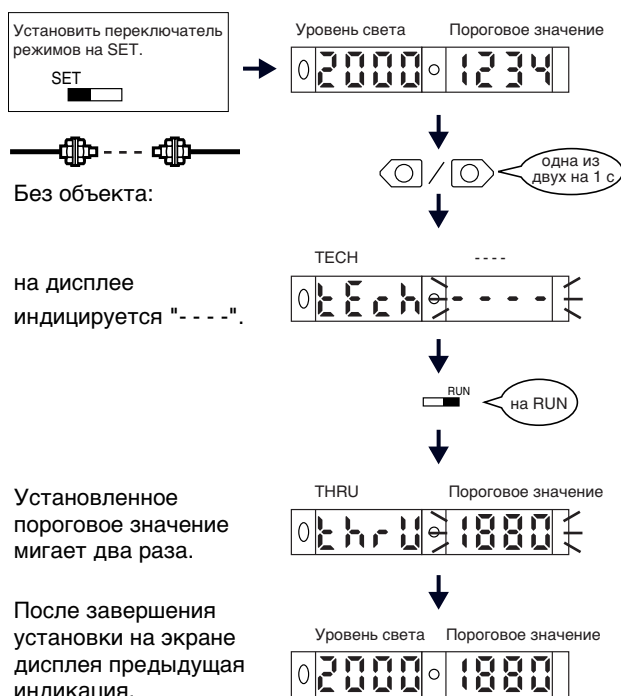 Установить переключатель
режимов на SET.
SET
Уровень света Пороговое значение
2000 1234
одна из
двух на 1 с
Без объекта:
TECH - - - -
на дисплее
индицируется "- - - -".
tEch - - - -
RUN
на RUN
Установленное
пороговое значение
мигает два раза.
THRU Пороговое значение
thrU 1880
После завершения
установки на экране
дисплея предыдущая
индикация.
Уровень света Пороговое значение
2000 1880